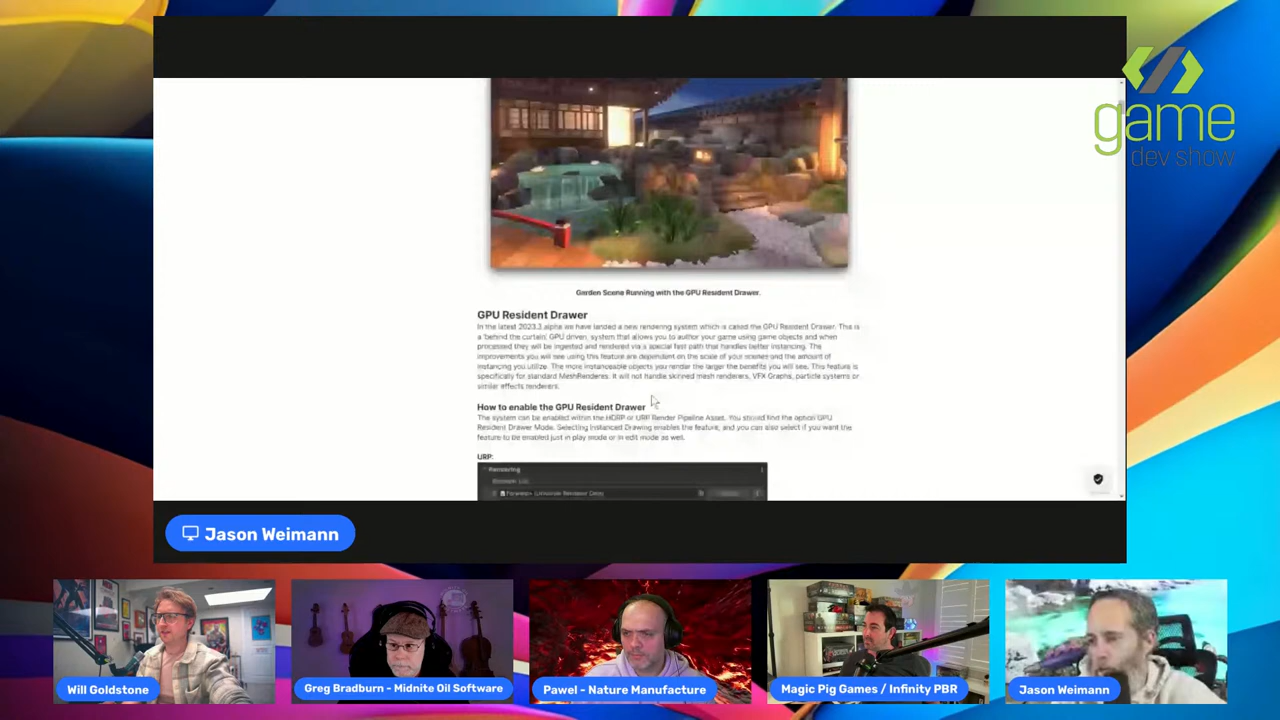 game
dev show
Garden Scene Running with the GPU Resident Drawer.
GPU Resident Drawer
In the latest 2023.3 alpha we have landed a new rendering system which is called the GPU Resident Drawer. This is
a 'behind the curtain' GPU driven, system that allows you to author your game using game objects and when
processed they will be ingested and rendered via a special fast path that handles better instancing. The
improvements you will see using this feature are dependent on the scale of your scenes and the amount of
instancing you utilize. The more instanceable objects you render the larger the benefits you will see. This feature is
specifically for standard MeshRenderers. It will not handle skinned mesh renderers, VFX Graphs, particle systems or
similar effects renderers.
How to enable the GPU Resident Drawer
The system can be enabled within the HDRP or URP Render Pipeline Asset. You should find the option GPU
Resident Drawer Mode. Selecting Instanced Drawing enables the feature, and you can also select if you want the
feature to be enabled just in play mode or in edit mode as well.
URP:
Rendering
Jason Weimann
Will Goldstone
Greg Bradburn - Midnite Oil Software
Pawel - Nature Manufacture
Magic Pig Games / Infinity PBR
Jason Weimann